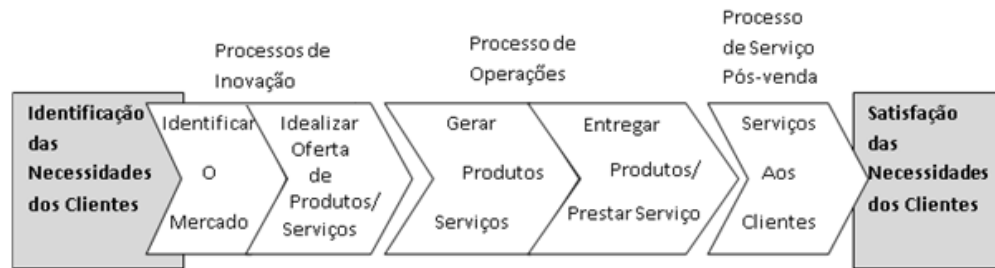 Processos de
Inovação
Processo de
Operações
Processo
de Serviço
Pós-venda
Identificação
das
Necessidades
dos Clientes
Identificar
O
Mercado
Idealizar
Oferta
de
Produtos/
Serviços
Gerar
Produtos
Serviços
Entregar
Produtos/
Prestar Serviço
Serviços
Aos
Clientes
Satisfação
das
Necessidades
dos Clientes